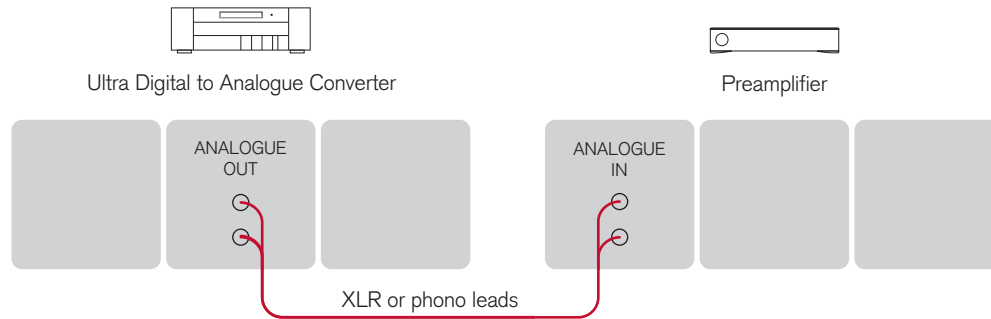 Ultra Digital to Analogue Converter
Preamplifier
ANALOGUE
OUT
ANALOGUE
IN
XLR or phono leads